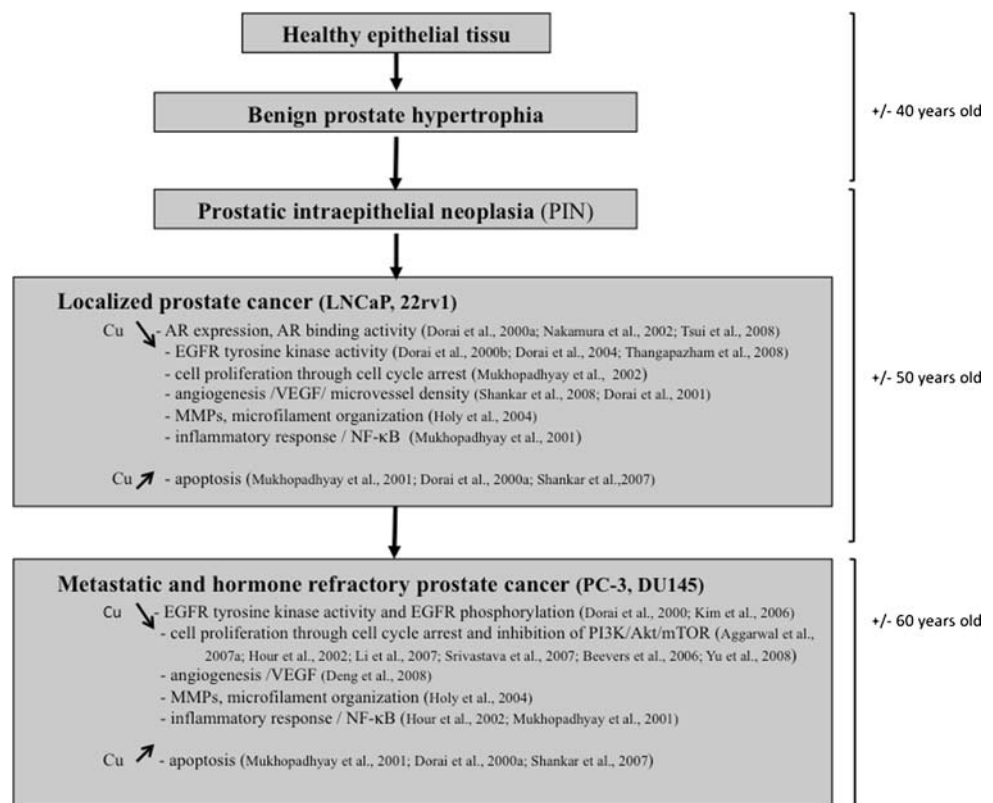 Healthy epithelial tissu
Benign prostate hypertrophia
+/- 40 years old
Prostatic intraepithelial neoplasia (PIN)
Localized prostate cancer (LNCaP, 22rv1)
Cu - AR expression, AR binding activity (Dorai et al., 2000a; Nakamura et al., 2002; Tsui et al., 2008)
- EGFR tyrosine kinase activity (Dorai et al., 2000b; Dorai et al., 2004; Thangapazham et al., 2008)
- cell proliferation through cell cycle arrest (Mukhopadhyay et al., 2002)
- angiogenesis /VEGF/ microvessel density (Shankar et al., 2008; Dorai et al., 2001)
- MMPs, microfilament organization (Holy et al., 2004)
- inflammatory response / NF-κB (Mukhopadhyay et al., 2001)
Cu - apoptosis (Mukhopadhyay et al., 2001; Dorai et al., 2000a; Shankar et al.,2007)
+/- 50 years old
Metastatic and hormone refractory prostate cancer (PC-3, DU145)
Cu - EGFR tyrosine kinase activity and EGFR phosphorylation (Dorai et al., 2000; Kim et al., 2006)
- cell proliferation through cell cycle arrest and inhibition of PI3K/Akt/mTOR (Aggarwal et al.,
2007a; Hour et al., 2002; Li et al., 2007; Srivastava et al., 2007; Beevers et al., 2006; Yu et al., 2008)
- angiogenesis /VEGF (Deng et al., 2008)
- MMPs, microfilament organization (Holy et al., 2004)
- inflammatory response / NF-κB (Hour et al., 2002; Mukhopadhyay et al., 2001)
Cu - apoptosis (Mukhopadhyay et al., 2001; Dorai et al., 2000a; Shankar et al., 2007)
+/- 60 years old